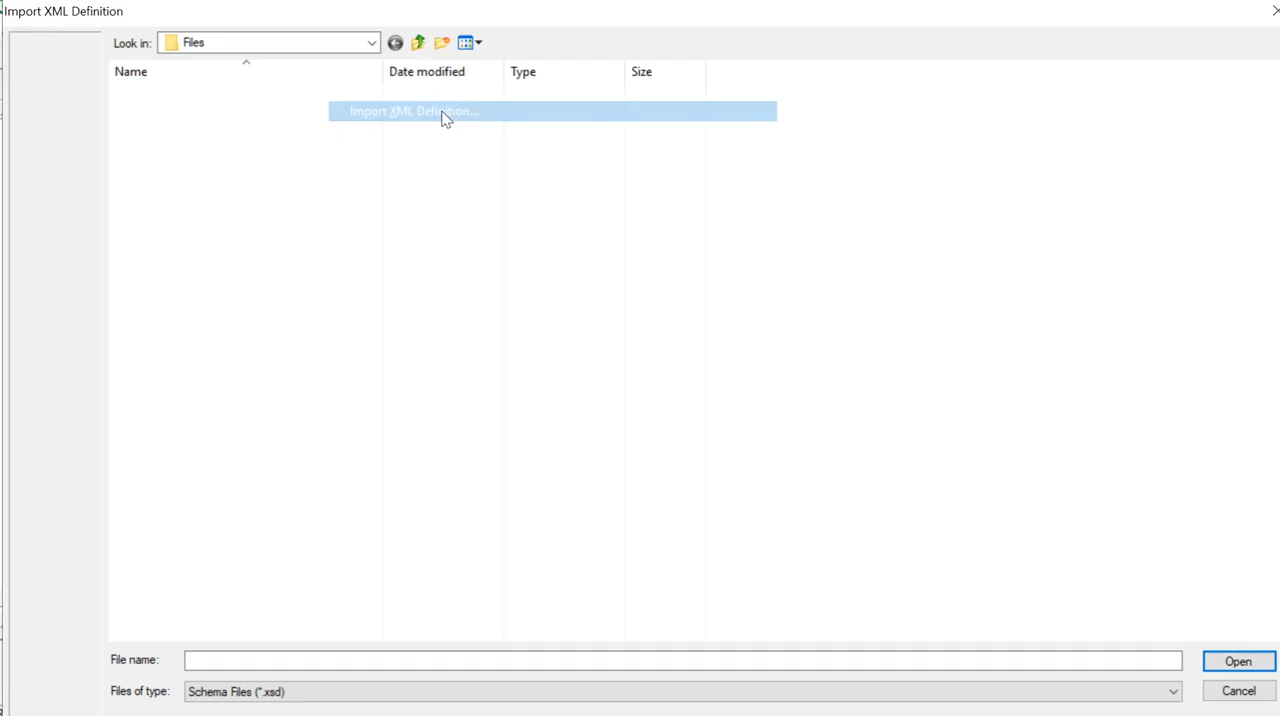 Import XML Definition
Look in: Files
Name Date modified Type Size
Import XML Definition...
File name: Open
Files of type: Schema Files (*.xsd) Cancel